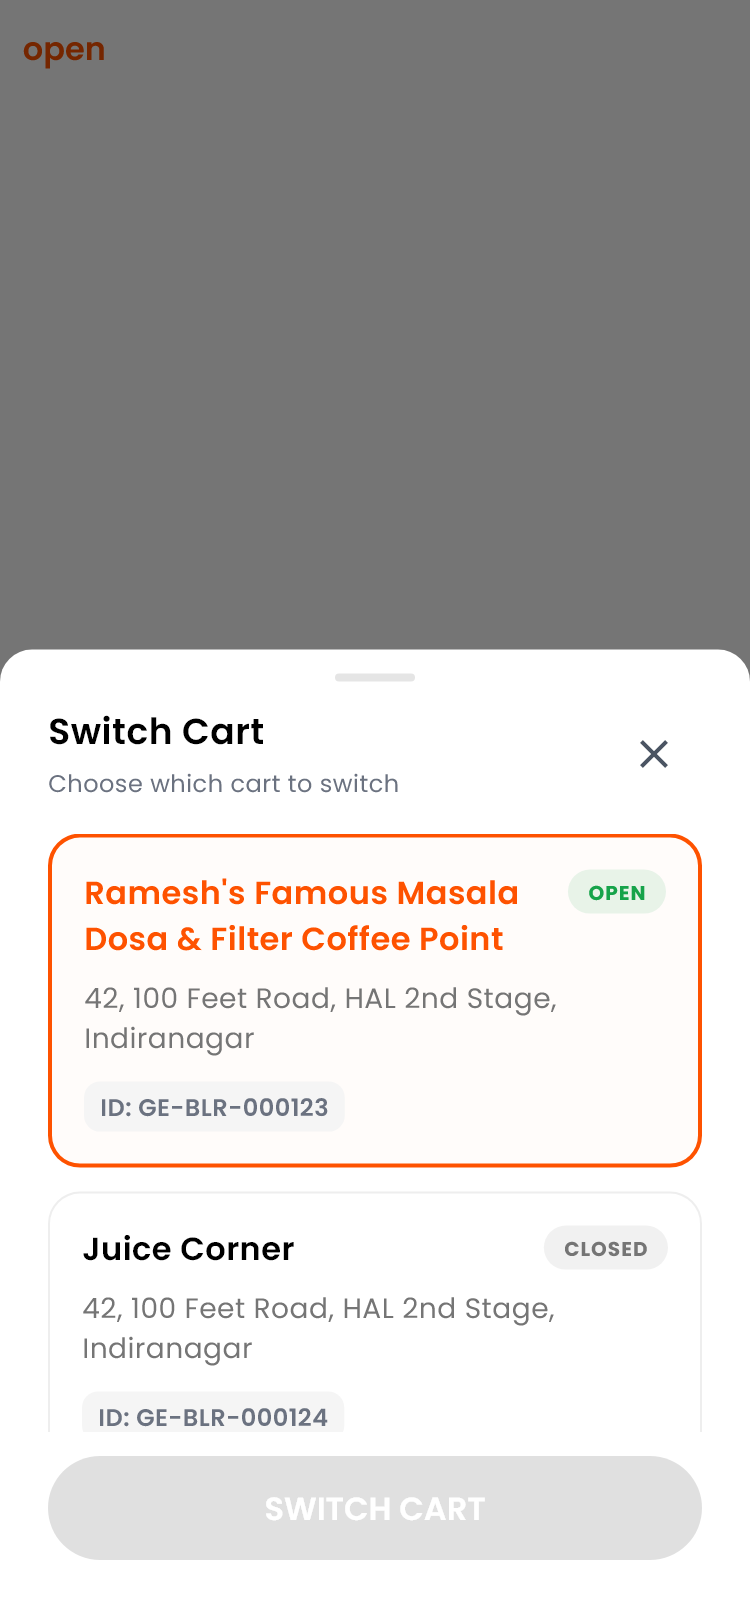 open
Switch Cart
Choose which cart to switch
Ramesh's Famous Masala
Dosa & Filter Coffee Point
OPEN
42, 100 Feet Road, HAL 2nd Stage,
Indiranagar
ID: GE-BLR-000123
Juice Corner
CLOSED
42, 100 Feet Road, HAL 2nd Stage,
Indiranagar
ID: GE-BLR-000124
SWITCH CART